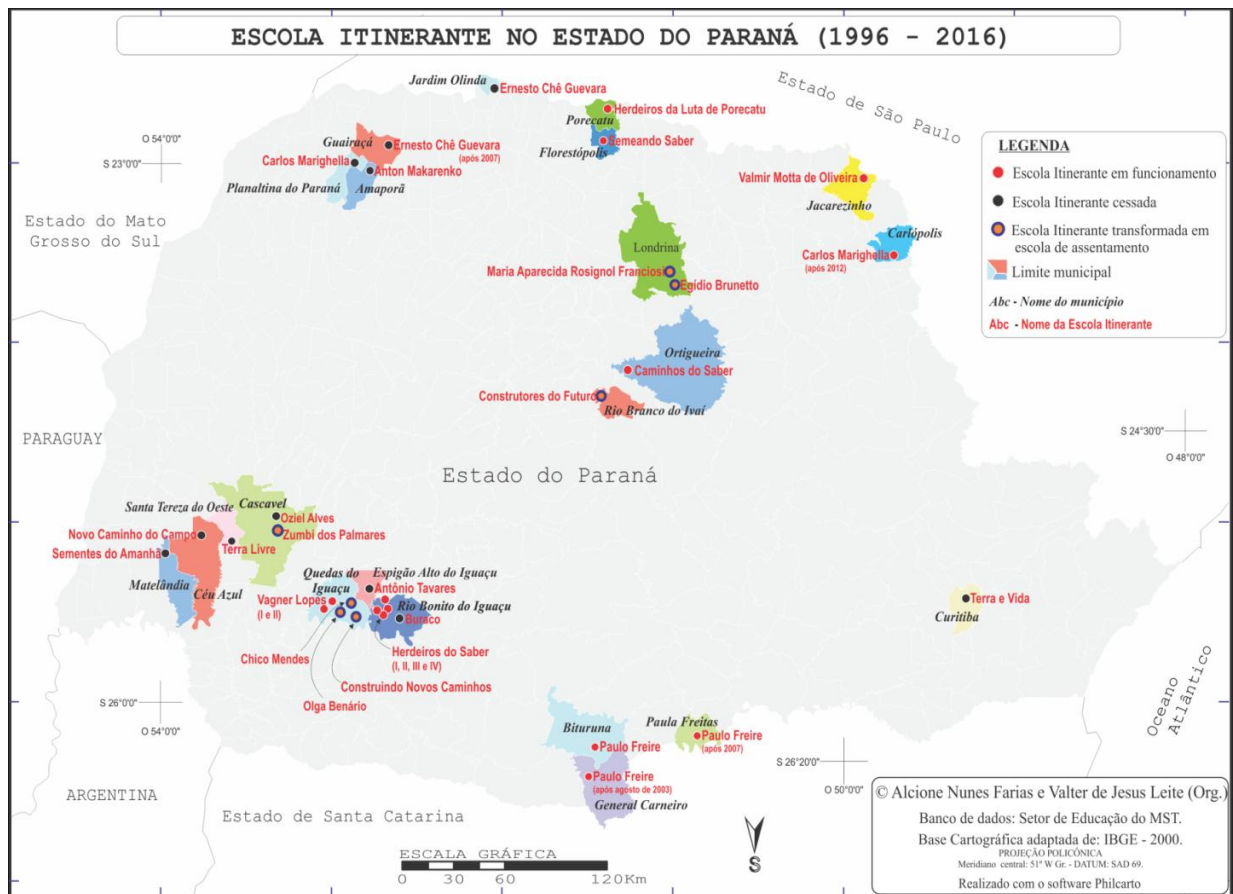 ESCOLA ITINERANTE NO ESTADO DO PARANÁ (1996 - 2016)
Jardim Olinda
Ernesto Chê Guevara
Estado de São Paulo
Herdeiros da Luta de Porecatu
Porecatu
Semeando Saber
Florestópolis
O 54°0'0"
S 23°0'0"
Guairaçá
Ernesto Chê Guevara
(após 2007)
Carlos Marighella
Anton Makarenko
Planaltina do Paraná
Amaporã
Valmir Motta de Oliveira
Jacarezinho
Carlópolis
Carlos Marighella
(após 2012)
LEGENDA
Escola Itinerante em funcionamento
Escola Itinerante cessada
Escola Itinerante transformada em
escola de assentamento
Limite municipal
Abc - Nome do município
Abc - Nome da Escola Itinerante
Estado do Mato
Grosso do Sul
Londrina
Maria Aparecida Rosignol Franciosi
Egídio Brunetto
Ortigueira
Caminhos do Saber
Construtores do Futuro
Rio Branco do Ivaí
PARAGUAY
S 24°30'0"
O 48°0'0"
Estado do Paraná
Santa Tereza do Oeste
Cascavel
Oziel Alves
Novo Caminho do Campo
Zumbi dos Palmares
Terra Livre
Sementes do Amanhã
Matelândia
Céu Azul
Quedas do
Iguaçu
Espigão Alto do Iguaçu
Antônio Tavares
Vagner Lopes
(I e II)
Rio Bonito do Iguaçu
Buraco
Chico Mendes
Herdeiros do Saber
(I, II, III e IV)
Construindo Novos Caminhos
Olga Benário
Terra e Vida
Curitiba
S 26°0'0"
O 54°0'0"
Bituruna
Paulo Freire
Paula Freitas
Paulo Freire
(após 2007)
Paulo Freire
(após agosto de 2003)
General Carneiro
S 26°20'0"
O 50°0'0"
Oceano
Atlântico
ARGENTINA
Estado de Santa Catarina
S
ESCALA GRÁFICA
0 30 60 120Km
© Alcione Nunes Farias e Valter de Jesus Leite (Org.)
Banco de dados: Setor de Educação do MST.
Base Cartográfica adaptada de: IBGE - 2000.
PROJEÇÃO POLICÔNICA
Meridiano central: 51º W Gr. - DATUM: SAD 69.
Realizado com o software Philcarto